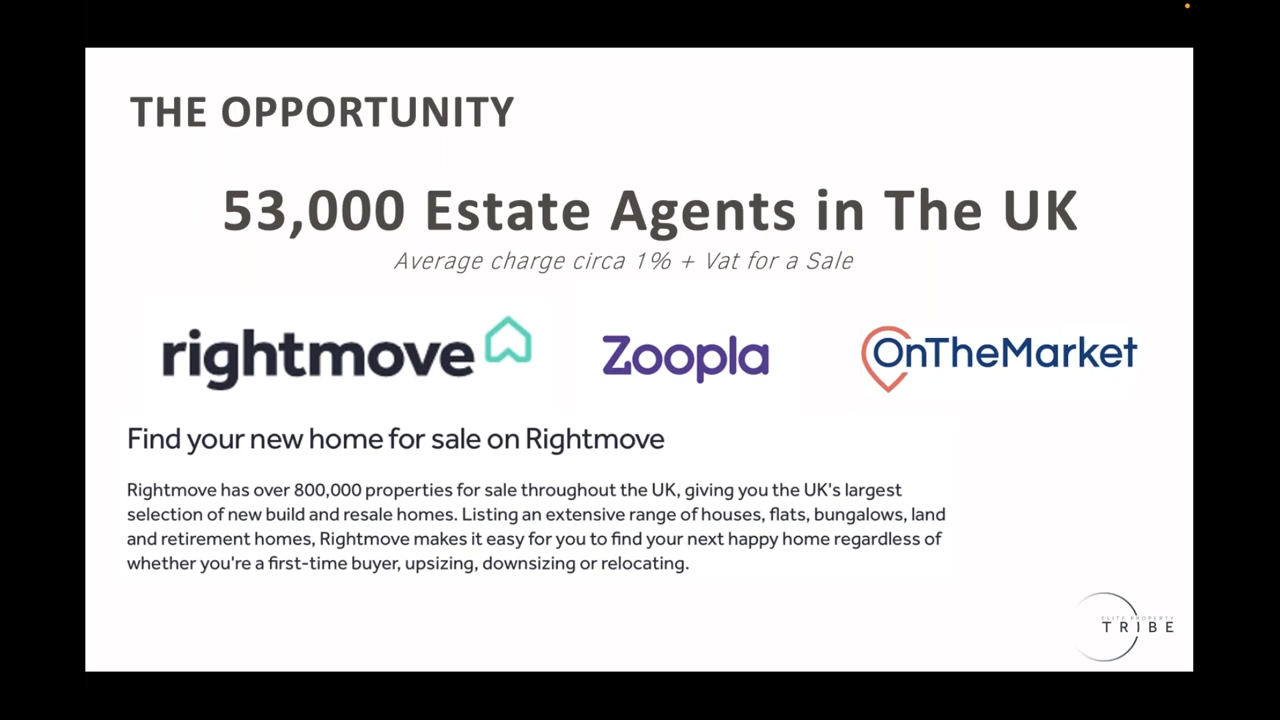 THE OPPORTUNITY
53,000 Estate Agents in The UK
Average charge circa 1% + Vat for a Sale
rightmove
Zoopla
OnTheMarket
Find your new home for sale on Rightmove
Rightmove has over 800,000 properties for sale throughout the UK, giving you the UK's largest
selection of new build and resale homes. Listing an extensive range of houses, flats, bungalows, land
and retirement homes, Rightmove makes it easy for you to find your next happy home regardless of
whether you're a first-time buyer, upsizing, downsizing or relocating.
ELITE PROPERTY
TRIBE